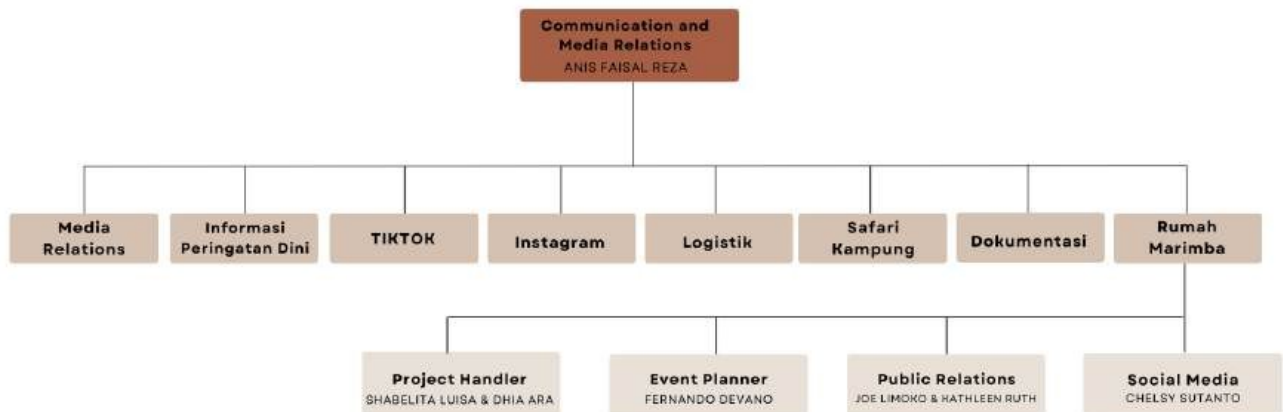 Communication and
Media Relations
ANIS FAISAL REZA
Media
Relations
Informasi
Peringatan Dini
TIKTOK
Instagram
Logistik
Safari
Kampung
Dokumentasi
Rumah
Marimba
Project Handler
SHABELITA LUISA & DHIA ARA
Event Planner
FERNANDO DEVANO
Public Relations
JOE LIMOKO & KATHLEEN RUTH
Social Media
CHELSY SUTANTO